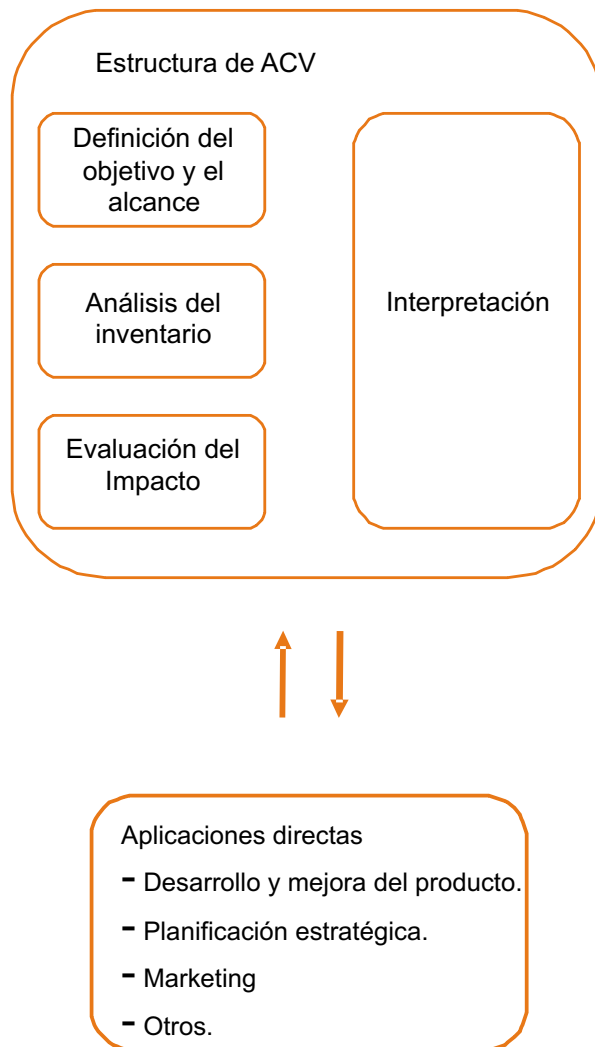 Estructura de ACV
Definición del
objetivo y el
alcance
Análisis del
inventario
Evaluación del
Impacto
Interpretación
Aplicaciones directas
- Desarrollo y mejora del producto.
- Planificación estratégica.
- Marketing
- Otros.